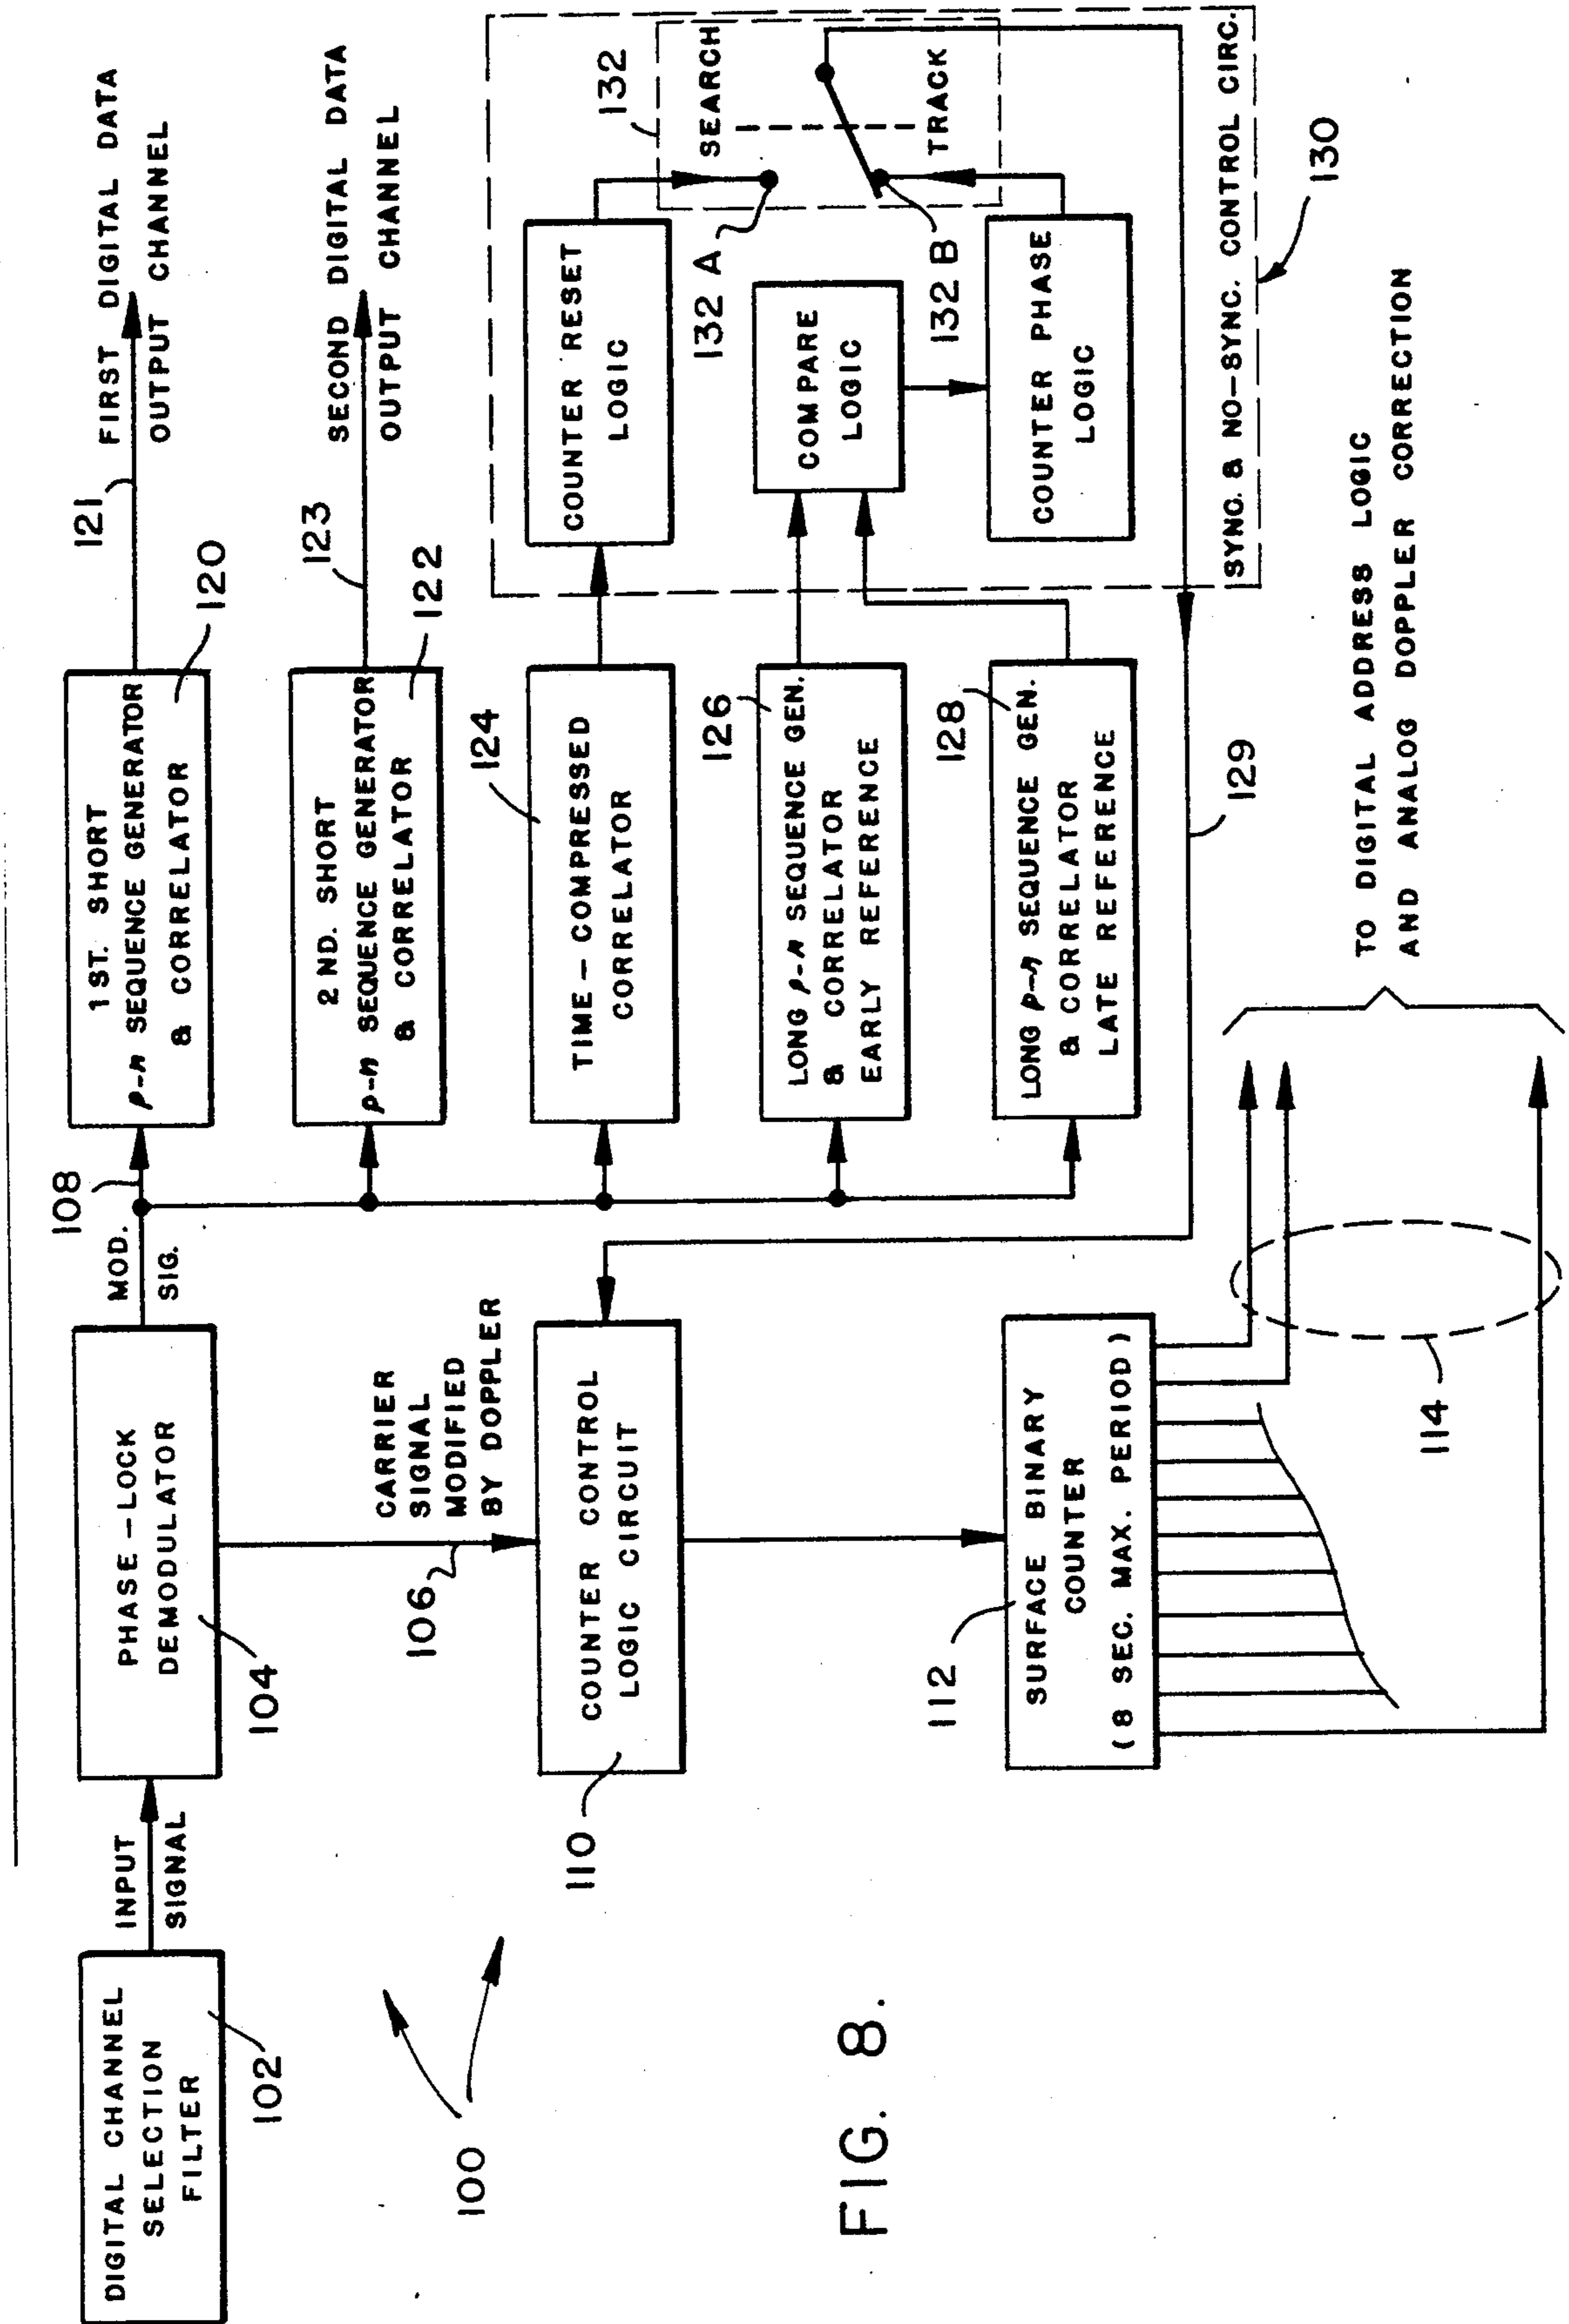 DIGITAL CHANNEL
SELECTION
FILTER
102
INPUT
SIGNAL
PHASE-LOCK
DEMODULATOR
104
MOD.
SIG.
108
1ST. SHORT
p-n SEQUENCE GENERATOR
& CORRELATOR
120
121
FIRST DIGITAL DATA
OUTPUT CHANNEL
2ND. SHORT
p-n SEQUENCE GENERATOR
& CORRELATOR
122
123
SECOND DIGITAL DATA
OUTPUT CHANNEL
CARRIER
SIGNAL
MODIFIED
BY DOPPLER
106
124
TIME-COMPRESSED
CORRELATOR
COUNTER RESET
LOGIC
132
SEARCH
TRACK
132 A
132 B
126
LONG p-n SEQUENCE GEN.
& CORRELATOR
EARLY REFERENCE
COMPARE
LOGIC
128
LONG p-n SEQUENCE GEN.
& CORRELATOR
LATE REFERENCE
COUNTER PHASE
LOGIC
SYNC. & NO-SYNC. CONTROL CIRC.
130
129
COUNTER CONTROL
LOGIC CIRCUIT
110
112
SURFACE BINARY
COUNTER
(8 SEC. MAX. PERIOD)
114
TO DIGITAL ADDRESS LOGIC
AND ANALOG DOPPLER CORRECTION
100
FIG. 8.